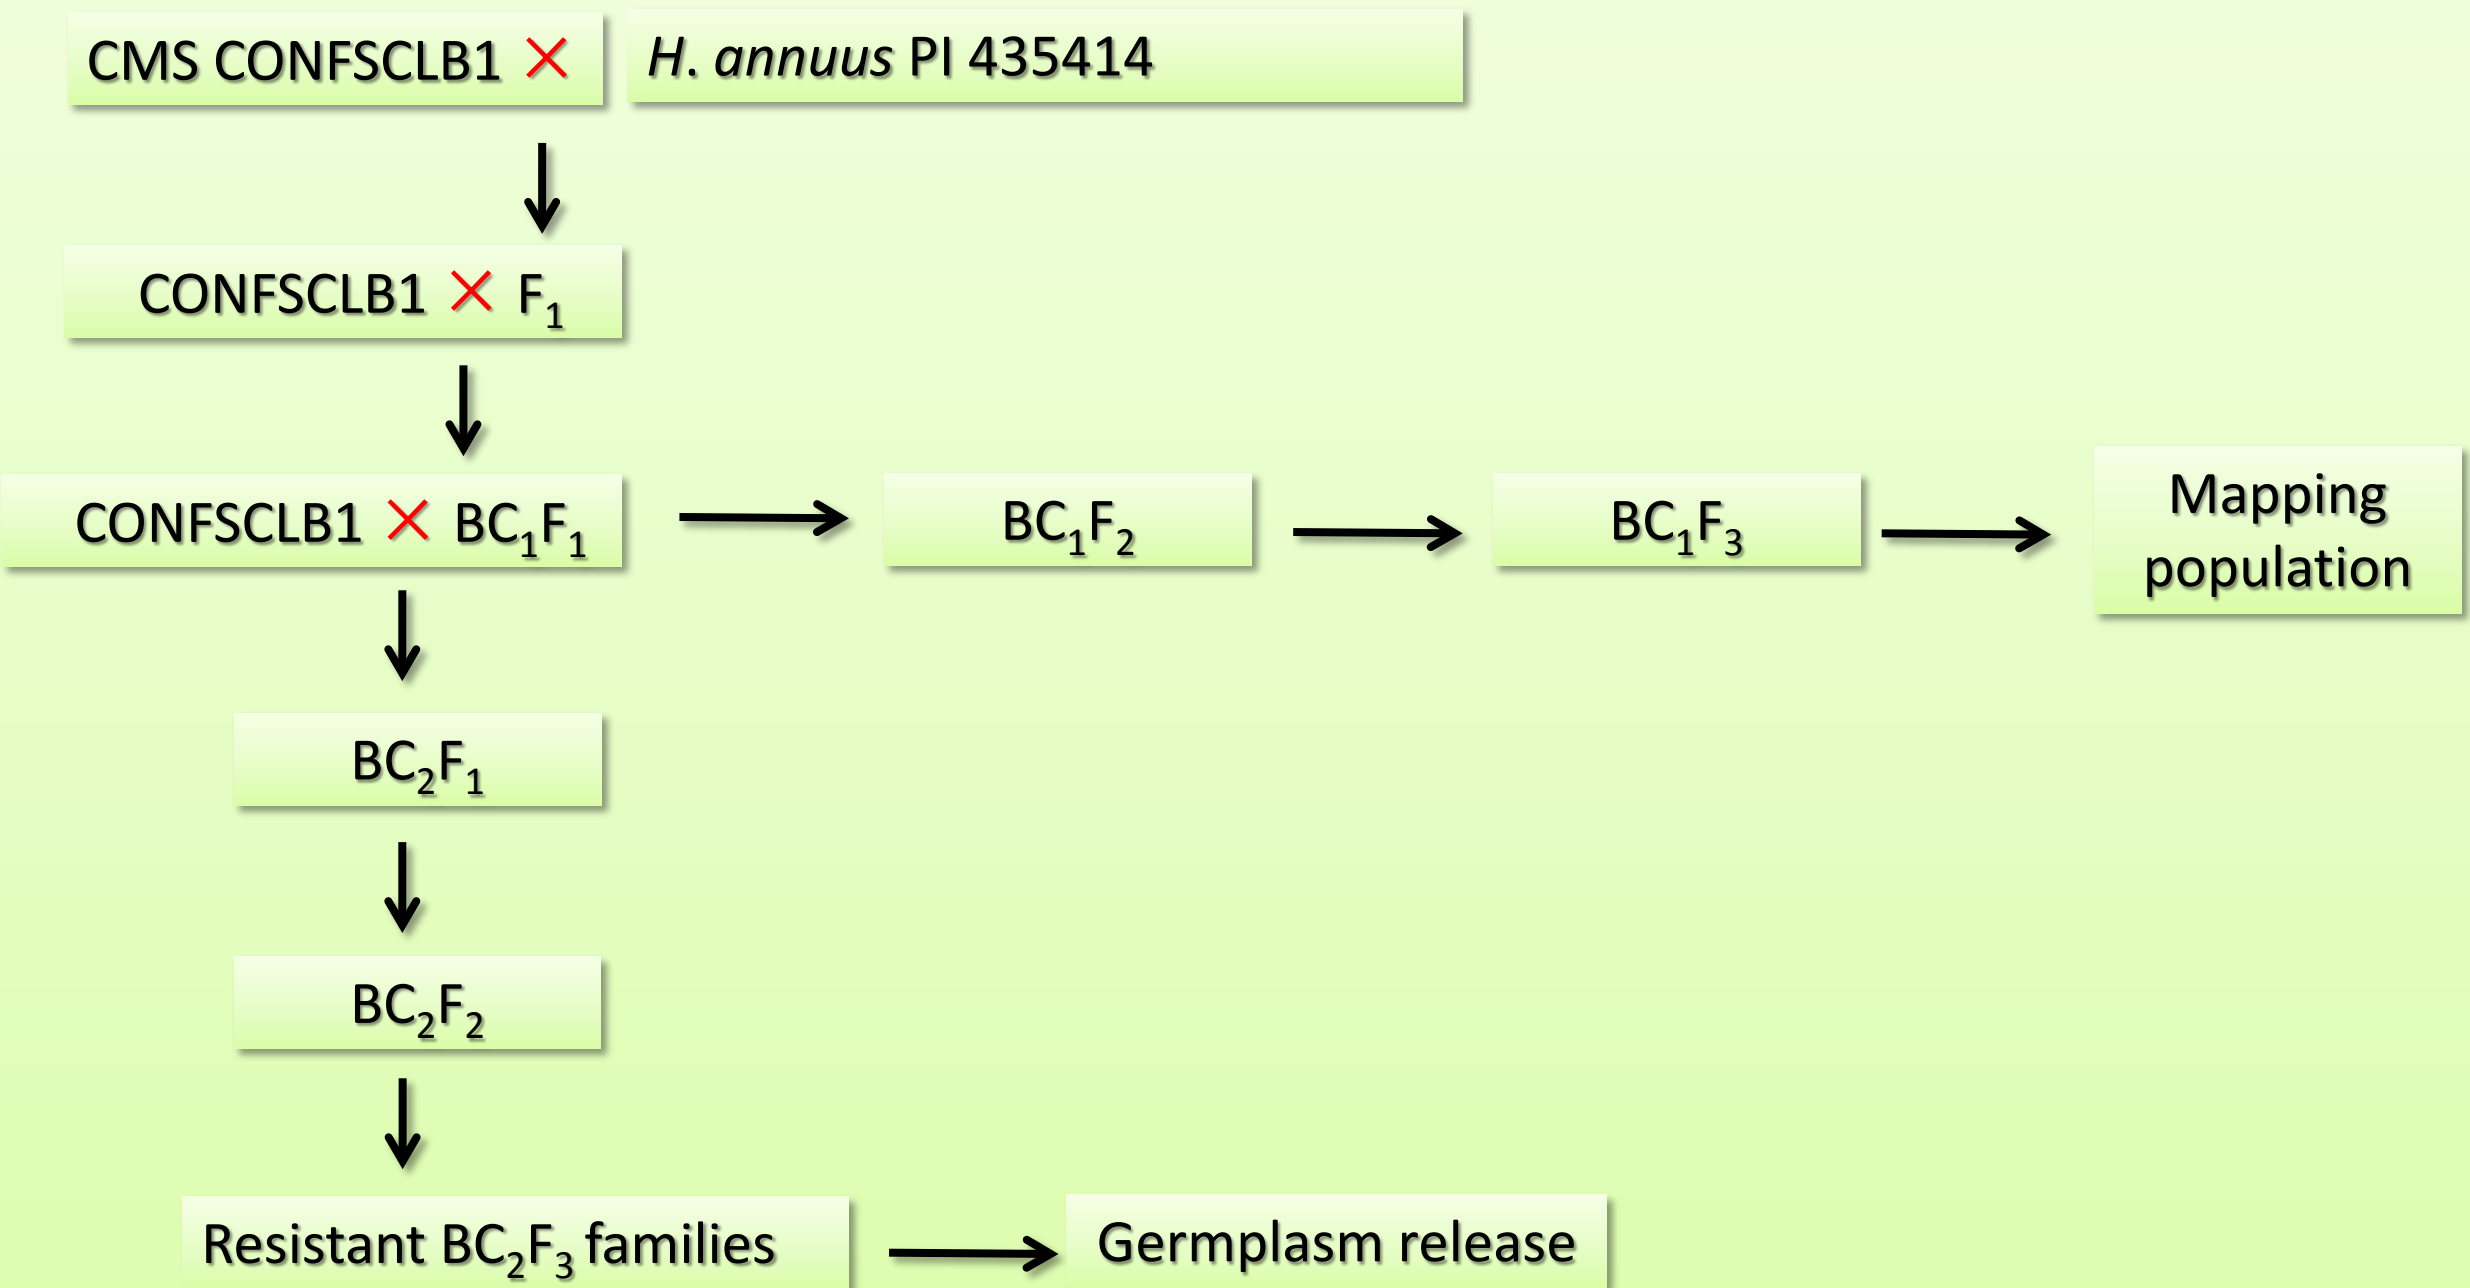 CMS CONFSCLB1 × H. annuus PI 435414
CONFSCLB1 × F₁
CONFSCLB1 × BC₁F₁
BC₁F₂
BC₁F₃
Mapping
population
BC₂F₁
BC₂F₂
Resistant BC₂F₃ families
Germplasm release